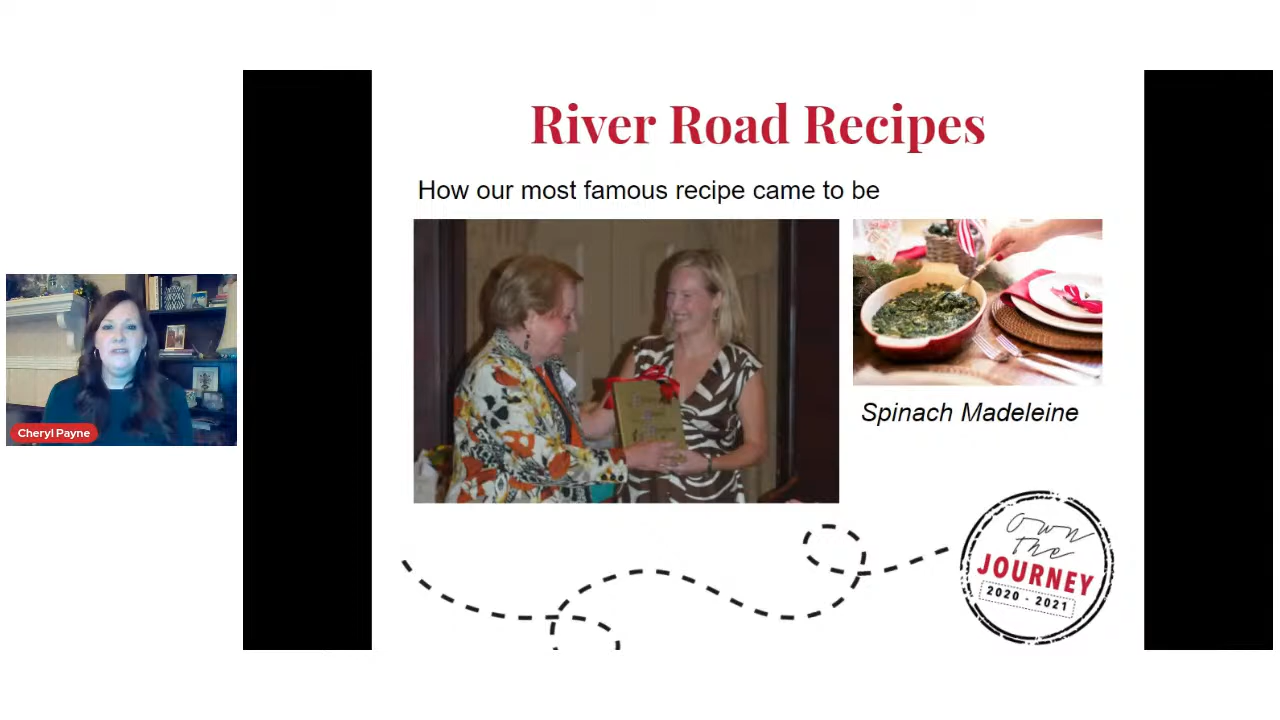 River Road Recipes
How our most famous recipe came to be
Spinach Madeleine
Cheryl Payne
Own
the
JOURNEY
2020 - 2021